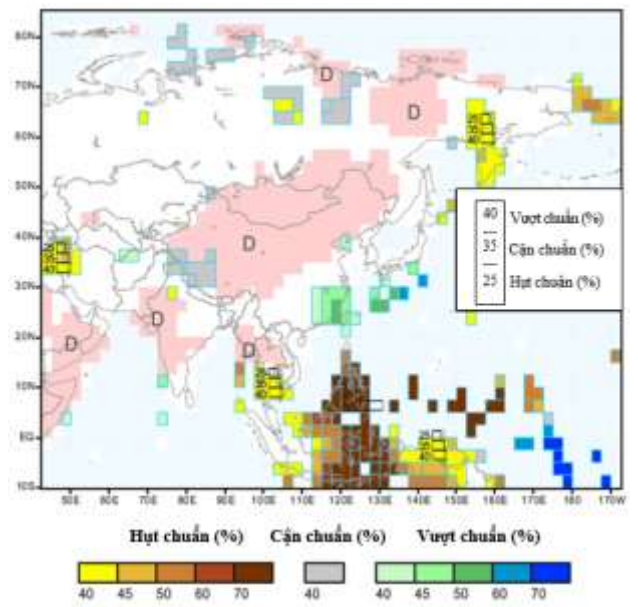 80N
70N
D
D
60N
50N
40
Vượt chuẩn (%)
35
Cận chuẩn (%)
25
Hụt chuẩn (%)
40N
D
30N
D
20N
D
D
10N
EQ
10S
50E 60E 70E 80E 90E 100E 110E 120E 130E 140E 150E 160E 170E 180 170W
Hụt chuẩn (%) Cận chuẩn (%) Vượt chuẩn (%)
40 45 50 60 70 40 40 45 50 60 70